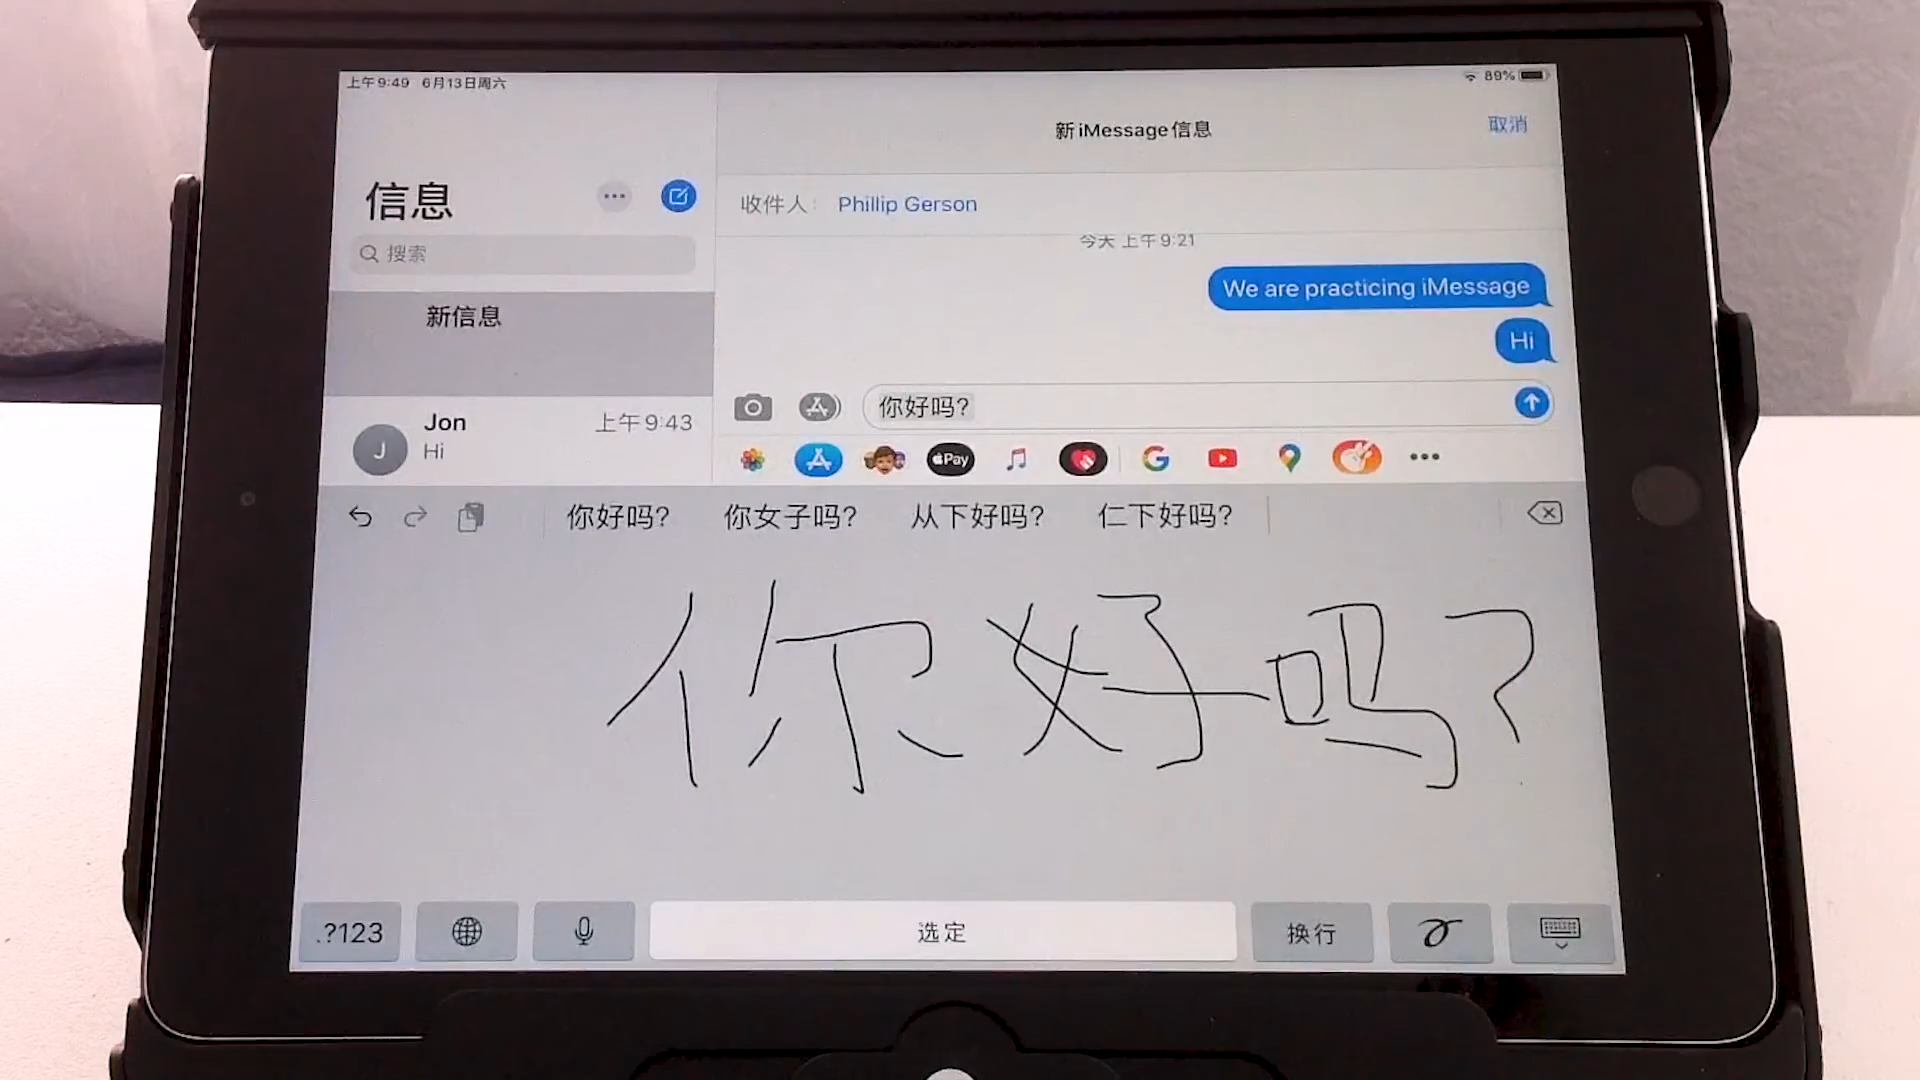 上午9:49 6月13日周六
89%
新iMessage信息
取消
信息
搜索
收件人: Phillip Gerson
今天 上午9:21
We are practicing iMessage
Hi
新信息
你好吗?
Jon
上午9:43
J
Hi
Pay
你好吗? 你女子吗? 从下好吗? 仁下好吗?
你好吗?
.?123
选定
换行